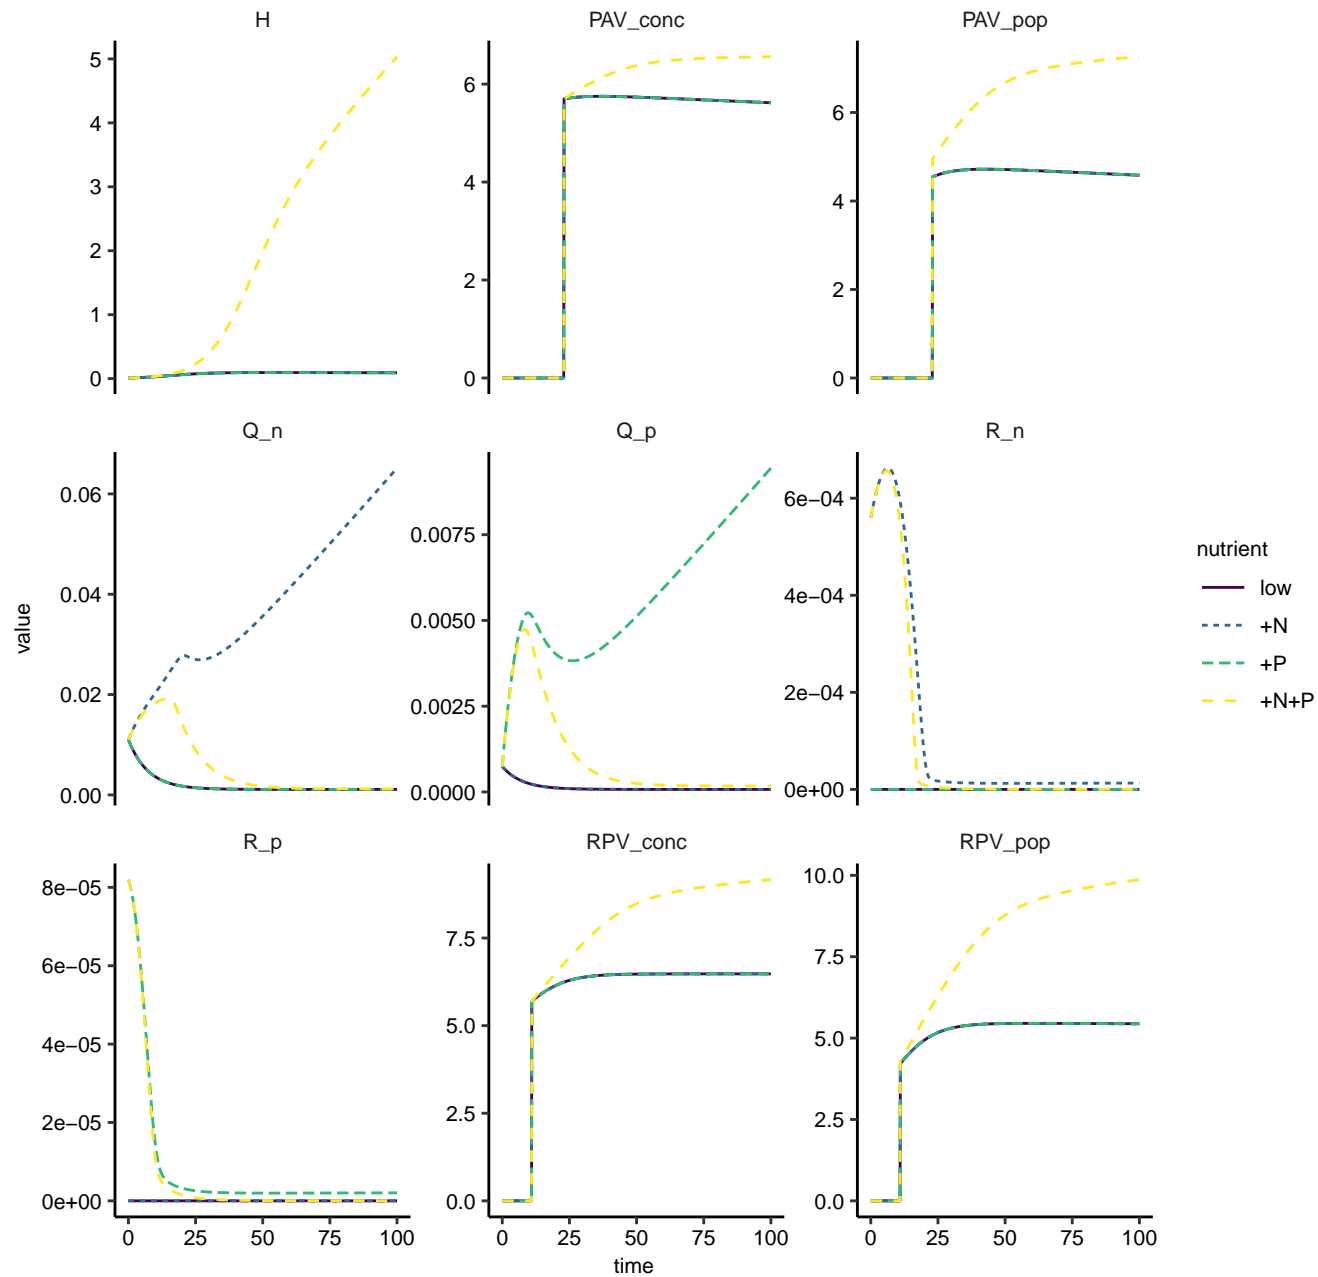 H
PAV_conc
PAV_pop
5
4
3
2
1
0
6
4
2
0
6
4
2
0
Q_n
Q_p
R_n
0.06
0.04
0.02
0.00
0.0075
0.0050
0.0025
0.0000
6e−04
4e−04
2e−04
0e+00
value
nutrient
low
+N
+P
+N+P
R_p
RPV_conc
RPV_pop
8e−05
6e−05
4e−05
2e−05
0e+00
7.5
5.0
2.5
0.0
10.0
7.5
5.0
2.5
0.0
0 25 50 75 100
0 25 50 75 100
0 25 50 75 100
time